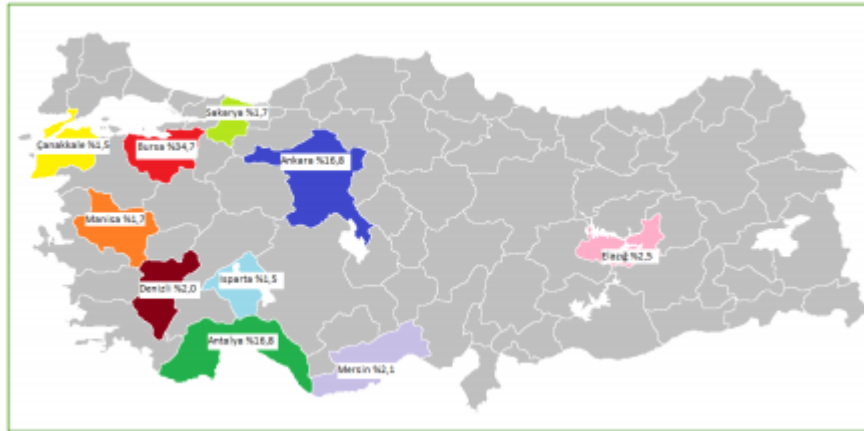 Sakarya %1,7
Çanakkale %1,5
Bursa %34,7
Ankara %16,8
Manisa %1,7
Elazığ %2,5
Isparta %1,5
Denizli %2,0
Antalya %16,8
Mersin %2,1